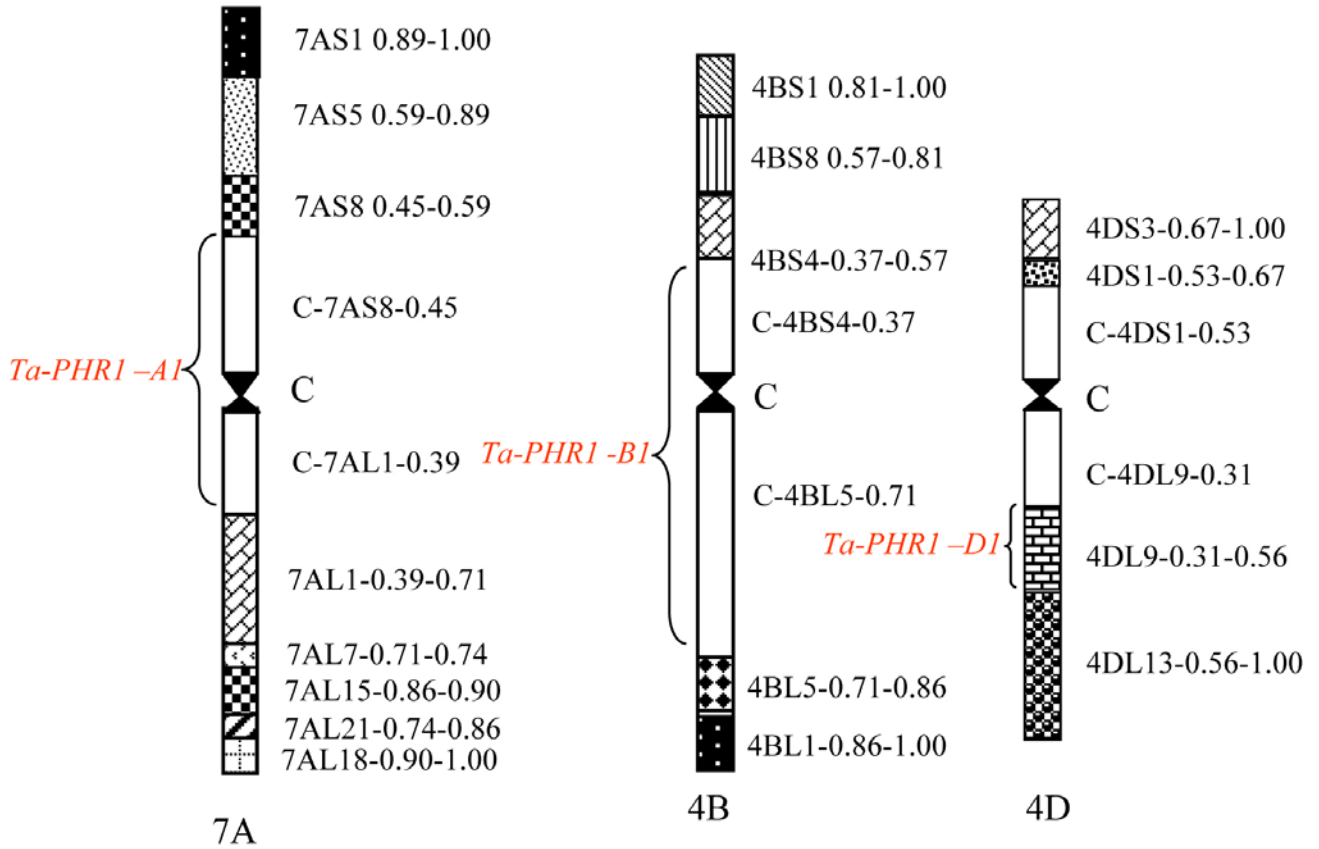 7AS1 0.89-1.00
7AS5 0.59-0.89
7AS8 0.45-0.59
C-7AS8-0.45
Ta-PHR1 –A1
C
C-7AL1-0.39
7AL1-0.39-0.71
7AL7-0.71-0.74
7AL15-0.86-0.90
7AL21-0.74-0.86
7AL18-0.90-1.00
7A
4BS1 0.81-1.00
4BS8 0.57-0.81
4BS4-0.37-0.57
C-4BS4-0.37
C
Ta-PHR1 -B1
C-4BL5-0.71
4BL5-0.71-0.86
4BL1-0.86-1.00
4B
4DS3-0.67-1.00
4DS1-0.53-0.67
C-4DS1-0.53
C
C-4DL9-0.31
Ta-PHR1 –D1
4DL9-0.31-0.56
4DL13-0.56-1.00
4D